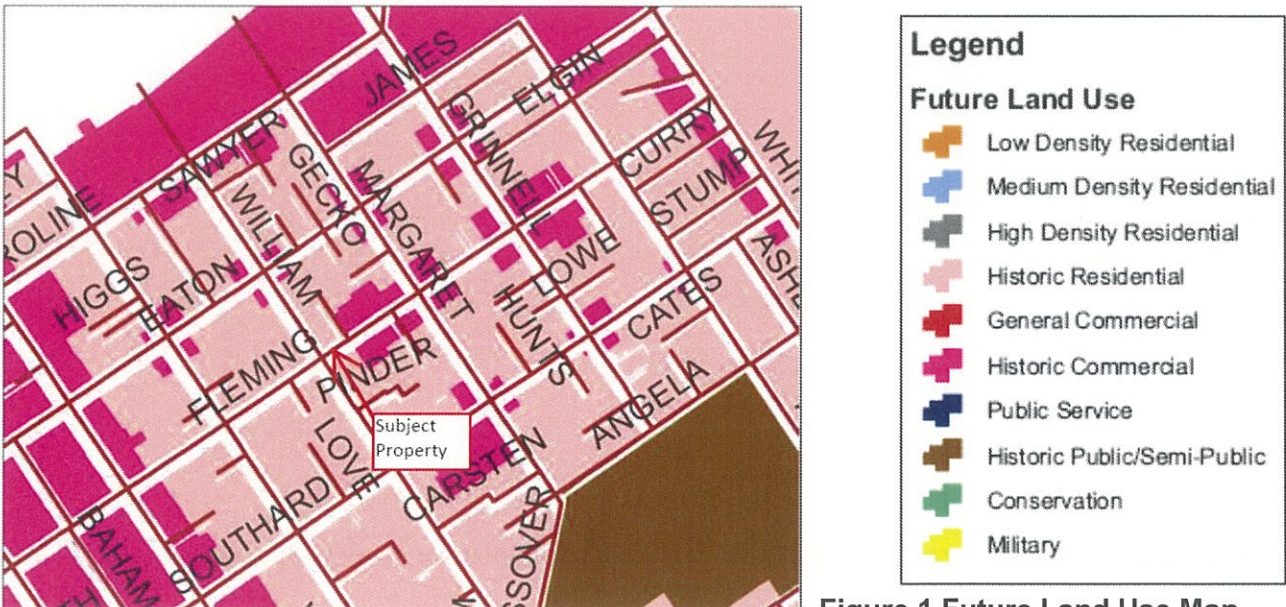 JAMES
ELGIN
GRINNELL
SAWYER
GECKO
CURRY
MARGARET
STUMP
WILLIAM
HIGGS
LOWE
EATON
CATES
HUNTS
FLEMING
PINDER
ANGELA
Subject
Property
LOVE
CARSTEN
SOUTHARD
Legend
Future Land Use
Low Density Residential
Medium Density Residential
High Density Residential
Historic Residential
General Commercial
Historic Commercial
Public Service
Historic Public/Semi-Public
Conservation
Military
Figure 1 Future Land Use Map